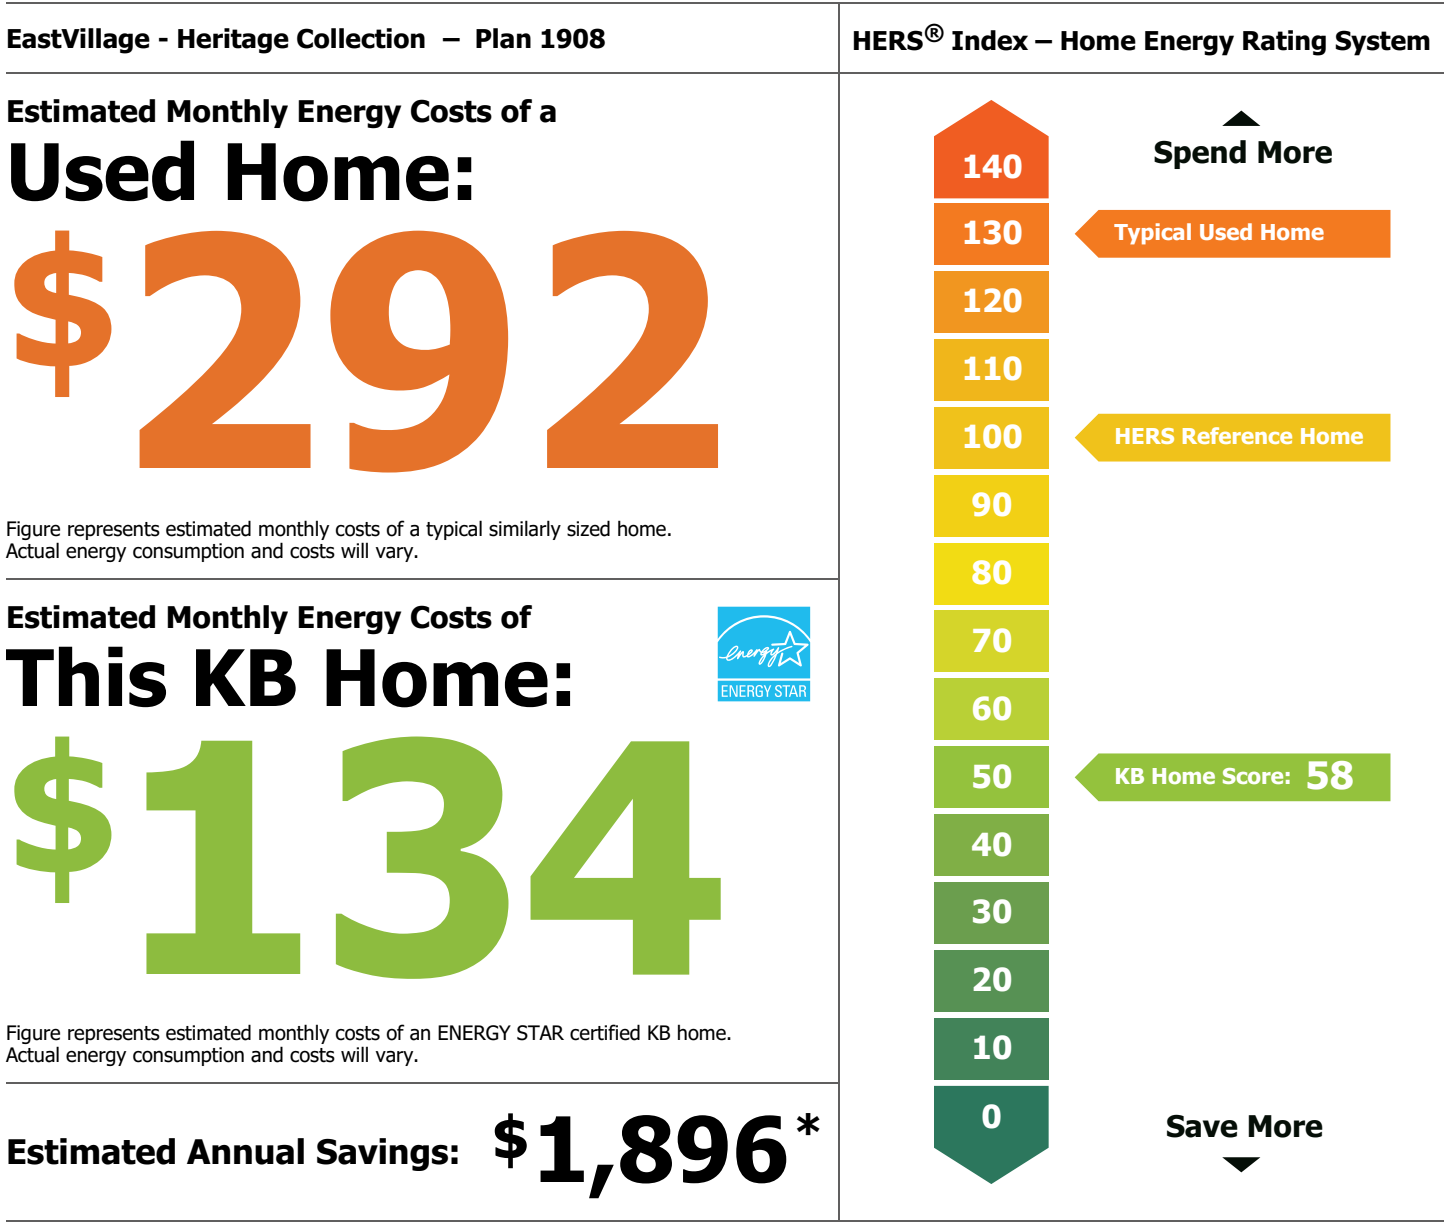 EastVillage - Heritage Collection – Plan 1908
Estimated Monthly Energy Costs of a
Used Home:
$292
Figure represents estimated monthly costs of a typical similarly sized home.
Actual energy consumption and costs will vary.
Estimated Monthly Energy Costs of
This KB Home:
energy
ENERGY STAR
$134
Figure represents estimated monthly costs of an ENERGY STAR certified KB home.
Actual energy consumption and costs will vary.
Estimated Annual Savings: $1,896*
HERS® Index – Home Energy Rating System
Spend More
140
130 Typical Used Home
120
110
100 HERS Reference Home
90
80
70
60
50 KB Home Score: 58
40
30
20
10
0
Save More